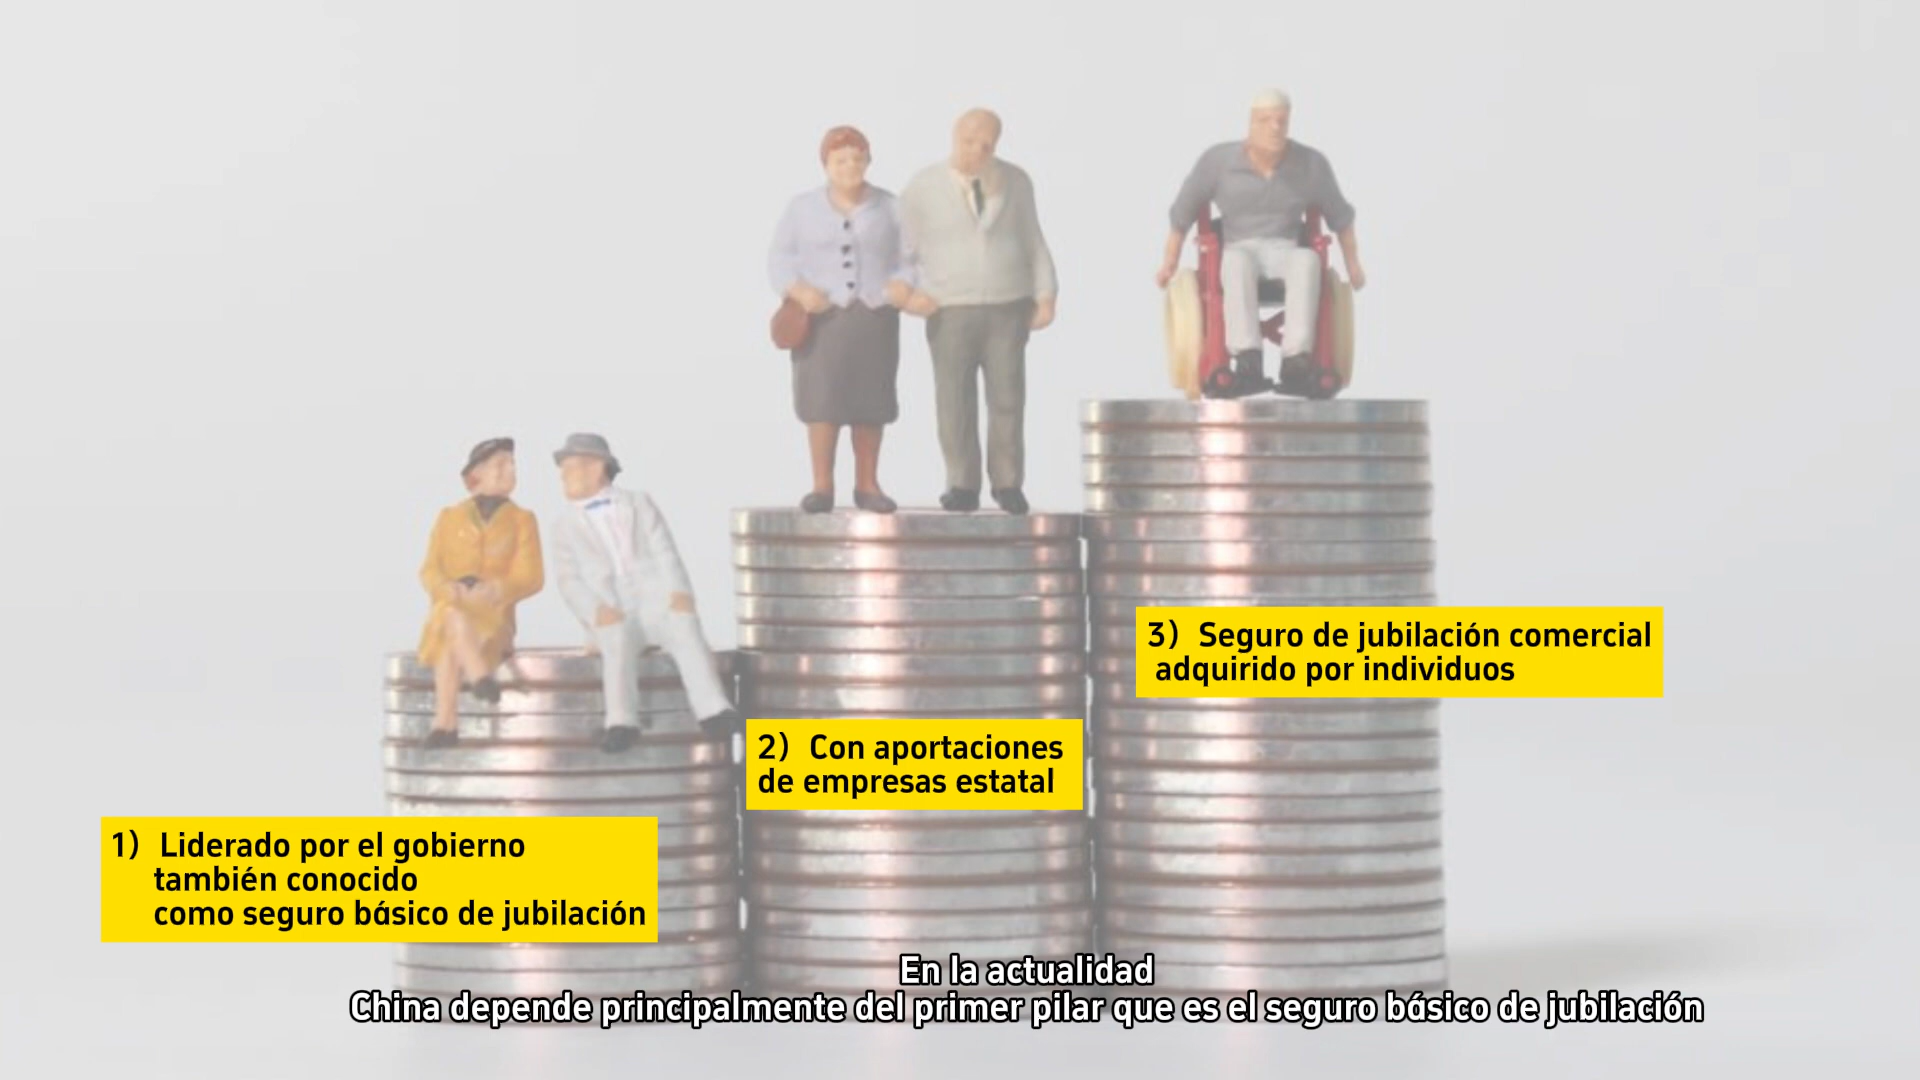 3) Seguro de jubilación comercial
adquirido por individuos
2) Con aportaciones
de empresas estatal
1) Liderado por el gobierno
también conocido
como seguro básico de jubilación
En la actualidad
China depende principalmente del primer pilar que es el seguro básico de jubilación